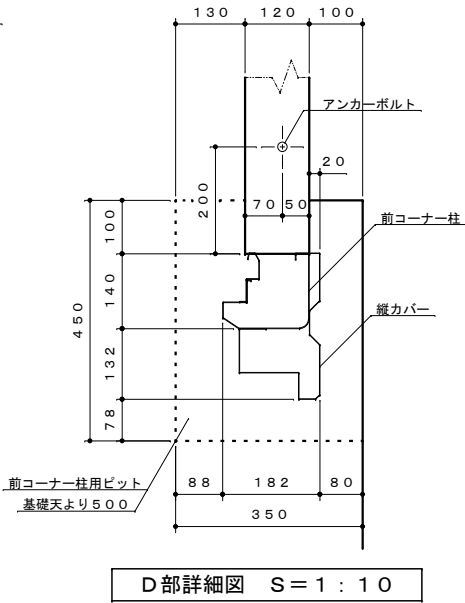 130 120 100
アンカーボルト
20
200
70 50
100
前コーナー柱
140
縦カバー
450
132
78
前コーナー柱用ピット
基礎天より500
88 182 80
350
D部詳細図 S=1:10